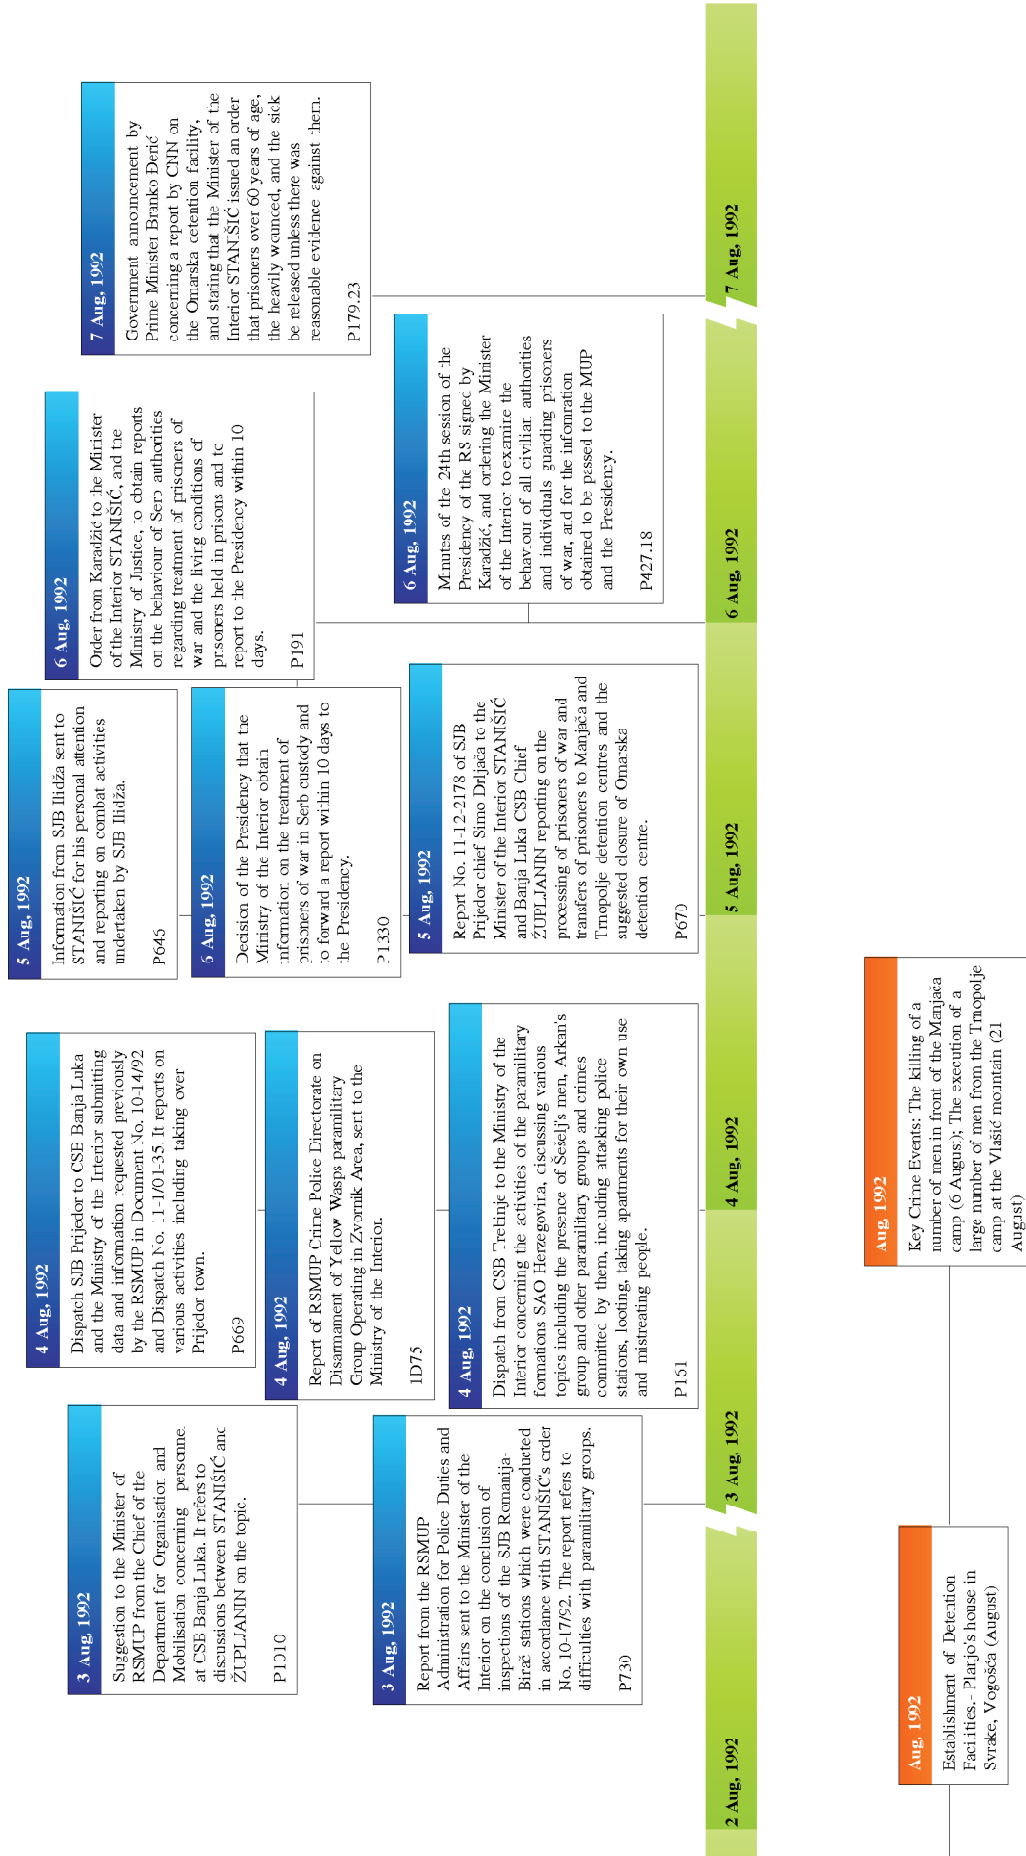 3 Aug, 1992
Suggestion to the Minister of
RSMUP from the Chief of the
Department for Organisation and
Mobilisation concerning personne
at CSB Banja Luka. It refers to
discussions between STANIŠIĆ and
ŽUPLJANIN on the topic.
P1010
3 Aug, 1992
Report from the RSMUP
Administration for Police Duties and
Affairs sent to the Minister of the
Interior on the conclusion of
inspections of the SJB Romanija-
Birač stations which were conducted
in accordance with STANIŠIĆ's order
No. 10-17/92. The report refers to
difficulties with paramilitary groups.
P730
4 Aug, 1992
Dispatch SJB Prijedor to CSB Banja Luka
and the Ministry of the Interior submitting
data and information requested previously
by the RSMUP in Document No. 10-14/92
and Dispatch No. 11-1/01-35. It reports on
various activities including taking over
Prijedor town.
P669
4 Aug, 1992
Report of RSMUP Crime Police Directorate on
Disarmament of Yellow Wasps paramilitary
Group Operating in Zvornik Area, sent to the
Ministry of the Interior.
1D75
4 Aug, 1992
Dispatch from CSB Trebinje to the Ministry of the
Interior concerning the activities of the paramilitary
formations SAO Herzegovina, discussing various
topics including the presence of Šešelj's men, Arkan's
group and other paramilitary groups and crimes
committed by them, including attacking police
stations, looting, taking apartments for their own use
and mistreating people.
P151
5 Aug, 1992
Information from SJB Ilidža sent to
STANIŠIĆ for his personal attention
and reporting on combat activities
undertaken by SJB Ilidža.
P645
6 Aug, 1992
Decision of the Presidency that the
Ministry of the Interior obtain
information on the treatment of
prisoners of war in Serb custody and
to forward a report within 10 days to
the Presidency.
P1330
5 Aug, 1992
Report No. 11-12-2178 of SJB
Prijedor chief Simo Drljača to the
Minister of the Interior STANIŠIĆ
and Banja Luka CSB Chief
ŽUPLJANIN reporting on the
processing of prisoners of war and
transfers of prisoners to Manjača and
Trnopolje detention centres and the
suggested closure of Omarska
detention centre.
P670
6 Aug, 1992
Order from Karadžić to the Minister
of the Interior STANIŠIĆ, and the
Ministry of Justice, to obtain reports
on the behaviour of Serb authorities
regarding treatment of prisoners of
war and the living conditions of
prisoners held in prisons and to
report to the Presidency within 10
days.
P191
6 Aug, 1992
Minutes of the 24th session of the
Presidency of the RS signed by
Karadžić, and ordering the Minister
of the Interior to examine the
behaviour of all civilian authorities
and individuals guarding prisoners
of war, and for the infomration
obtained to be passed to the MUP
and the Presidency.
P427.18
7 Aug, 1992
Government announcement by
Prime Minister Branko Đerić
concerning a report by CNN on
the Omarska detention facility,
and stating that the Minister of the
Interior STANIŠIĆ issued an order
that prisoners over 60 years of age,
the heavily wounced, and the sick
be released unless there was
reasonable evidence against them.
P179.23
2 Aug, 1992
3 Aug, 1992
4 Aug, 1992
5 Aug, 1992
6 Aug, 1992
7 Aug, 1992
Aug, 1992
Establishment of Detention
Facilities.- Planjo's house in
Svrake, Vogošća (August)
Aug, 1992
Key Crime Events: The killing of a
number of men in front of the Manjača
camp (6 August); The execution of a
large number of men from the Trnopolje
camp at the Vlašić mountain (21
August)